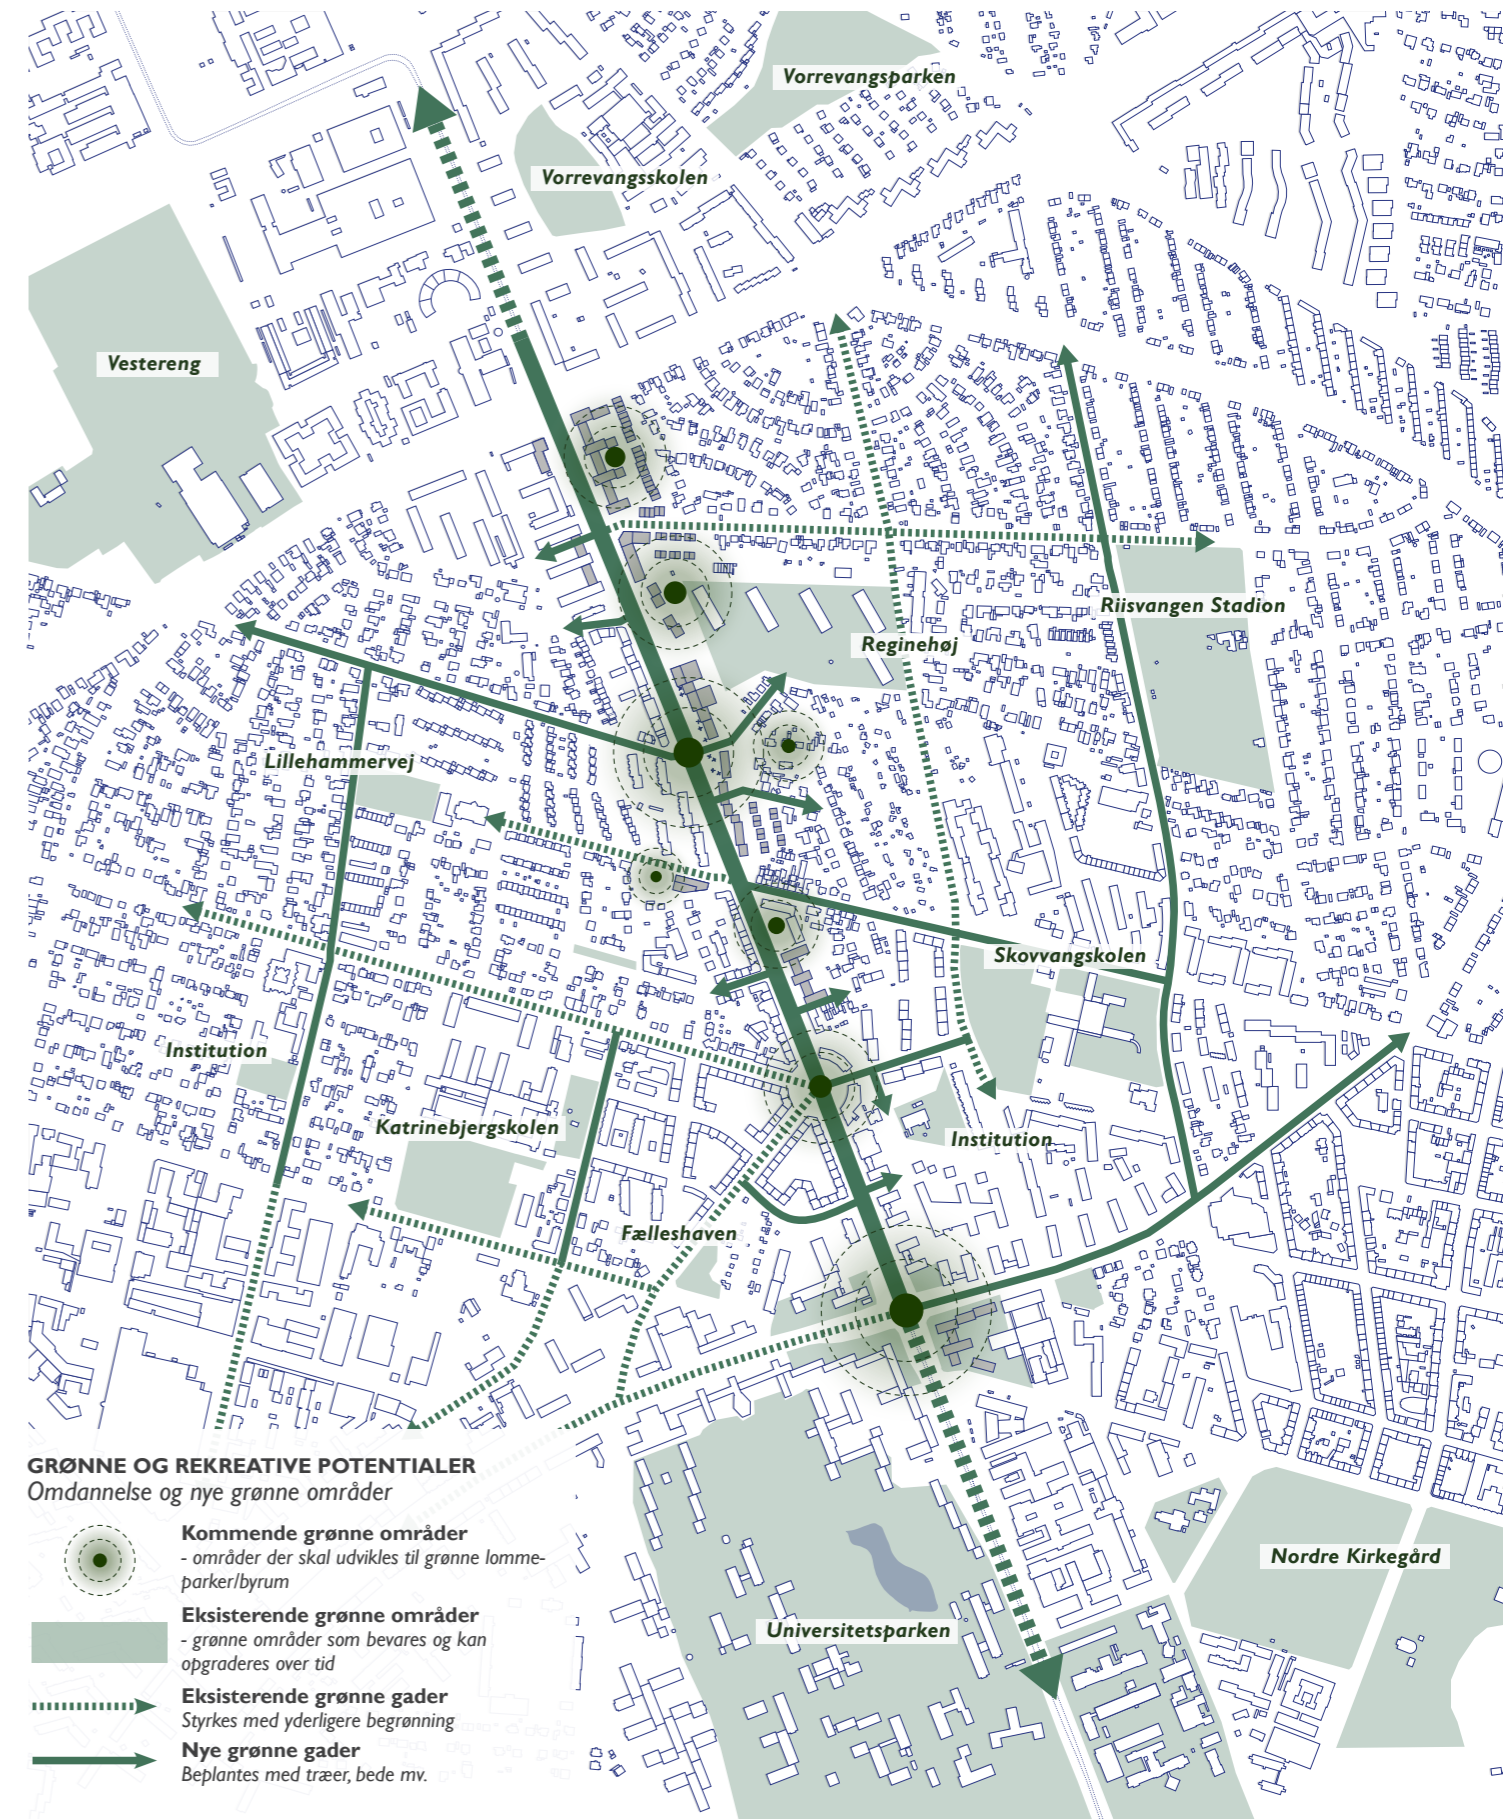 Vorrevangsparken
Vorrevangsskolen
Vestereng
Riisvangen Stadion
Reginehøj
Lillehammervej
Skovvangskolen
Institution
Katrinebjergskolen
Institution
Fælleshaven
GRØNNE OG REKREATIVE POTENTIALER
Omdannelse og nye grønne områder
Kommende grønne områder
- områder der skal udvikles til grønne lomme-
parker/byrum
Eksisterende grønne områder
- grønne områder som bevares og kan
opgraderes over tid
Eksisterende grønne gader
Styrkes med yderligere begrønning
Nye grønne gader
Beplantes med træer, bede mv.
Nordre Kirkegård
Universitetsparken